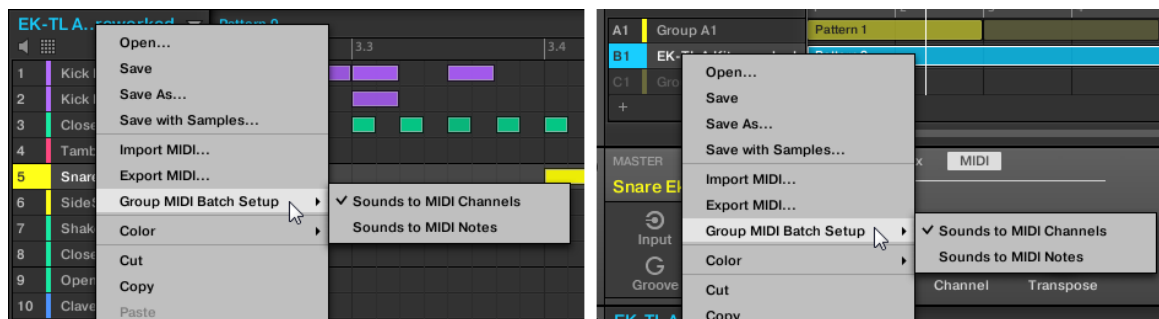 EK-TL A..reworked
3.3
3.4
1 Kick
2 Kick
3 Close
4 Tamb
5 Snare
6 Side
7 Shak
8 Close
9 Open
10 Clave
Open...
Save
Save As...
Save with Samples...
Import MIDI...
Export MIDI...
Group MIDI Batch Setup
Color
Cut
Copy
Paste
✓ Sounds to MIDI Channels
Sounds to MIDI Notes
A1 Group A1 Pattern 1
B1 EK-
C1
+
MASTER
MIDI
Snare
Input
Groove
Channel
Transpose
Open...
Save
Save As...
Save with Samples...
Import MIDI...
Export MIDI...
Group MIDI Batch Setup
Color
Cut
Copy
✓ Sounds to MIDI Channels
Sounds to MIDI Notes